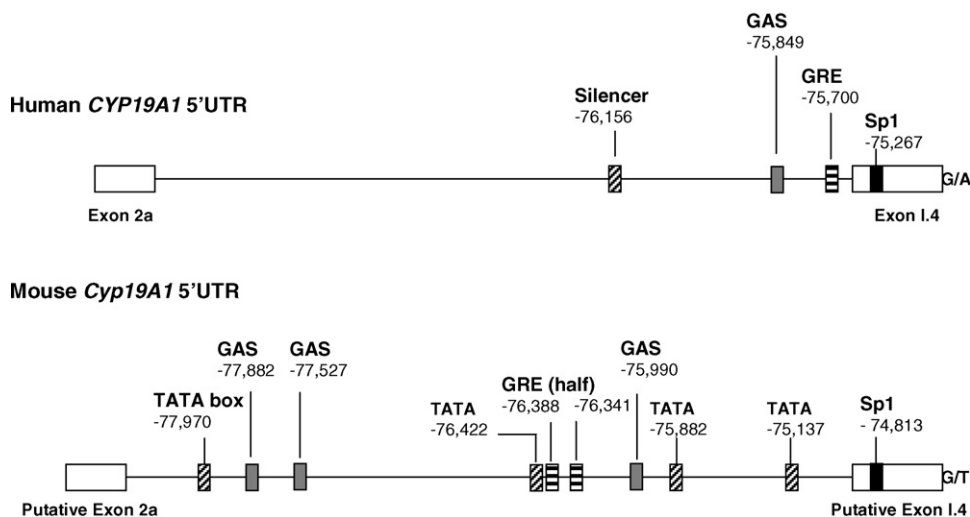 GAS
-75,849
GRE
-75,700
Human CYP19A1 5'UTR
Silencer
-76,156
Sp1
-75,267
G/A
Exon 2a
Exon I.4
Mouse Cyp19A1 5'UTR
GAS
-77,882
GAS
-77,527
GAS
-75,990
TATA box
-77,970
GRE (half)
-76,388 -76,341
TATA
-76,422
TATA
-75,882
TATA
-75,137
Sp1
- 74,813
G/T
Putative Exon 2a
Putative Exon I.4